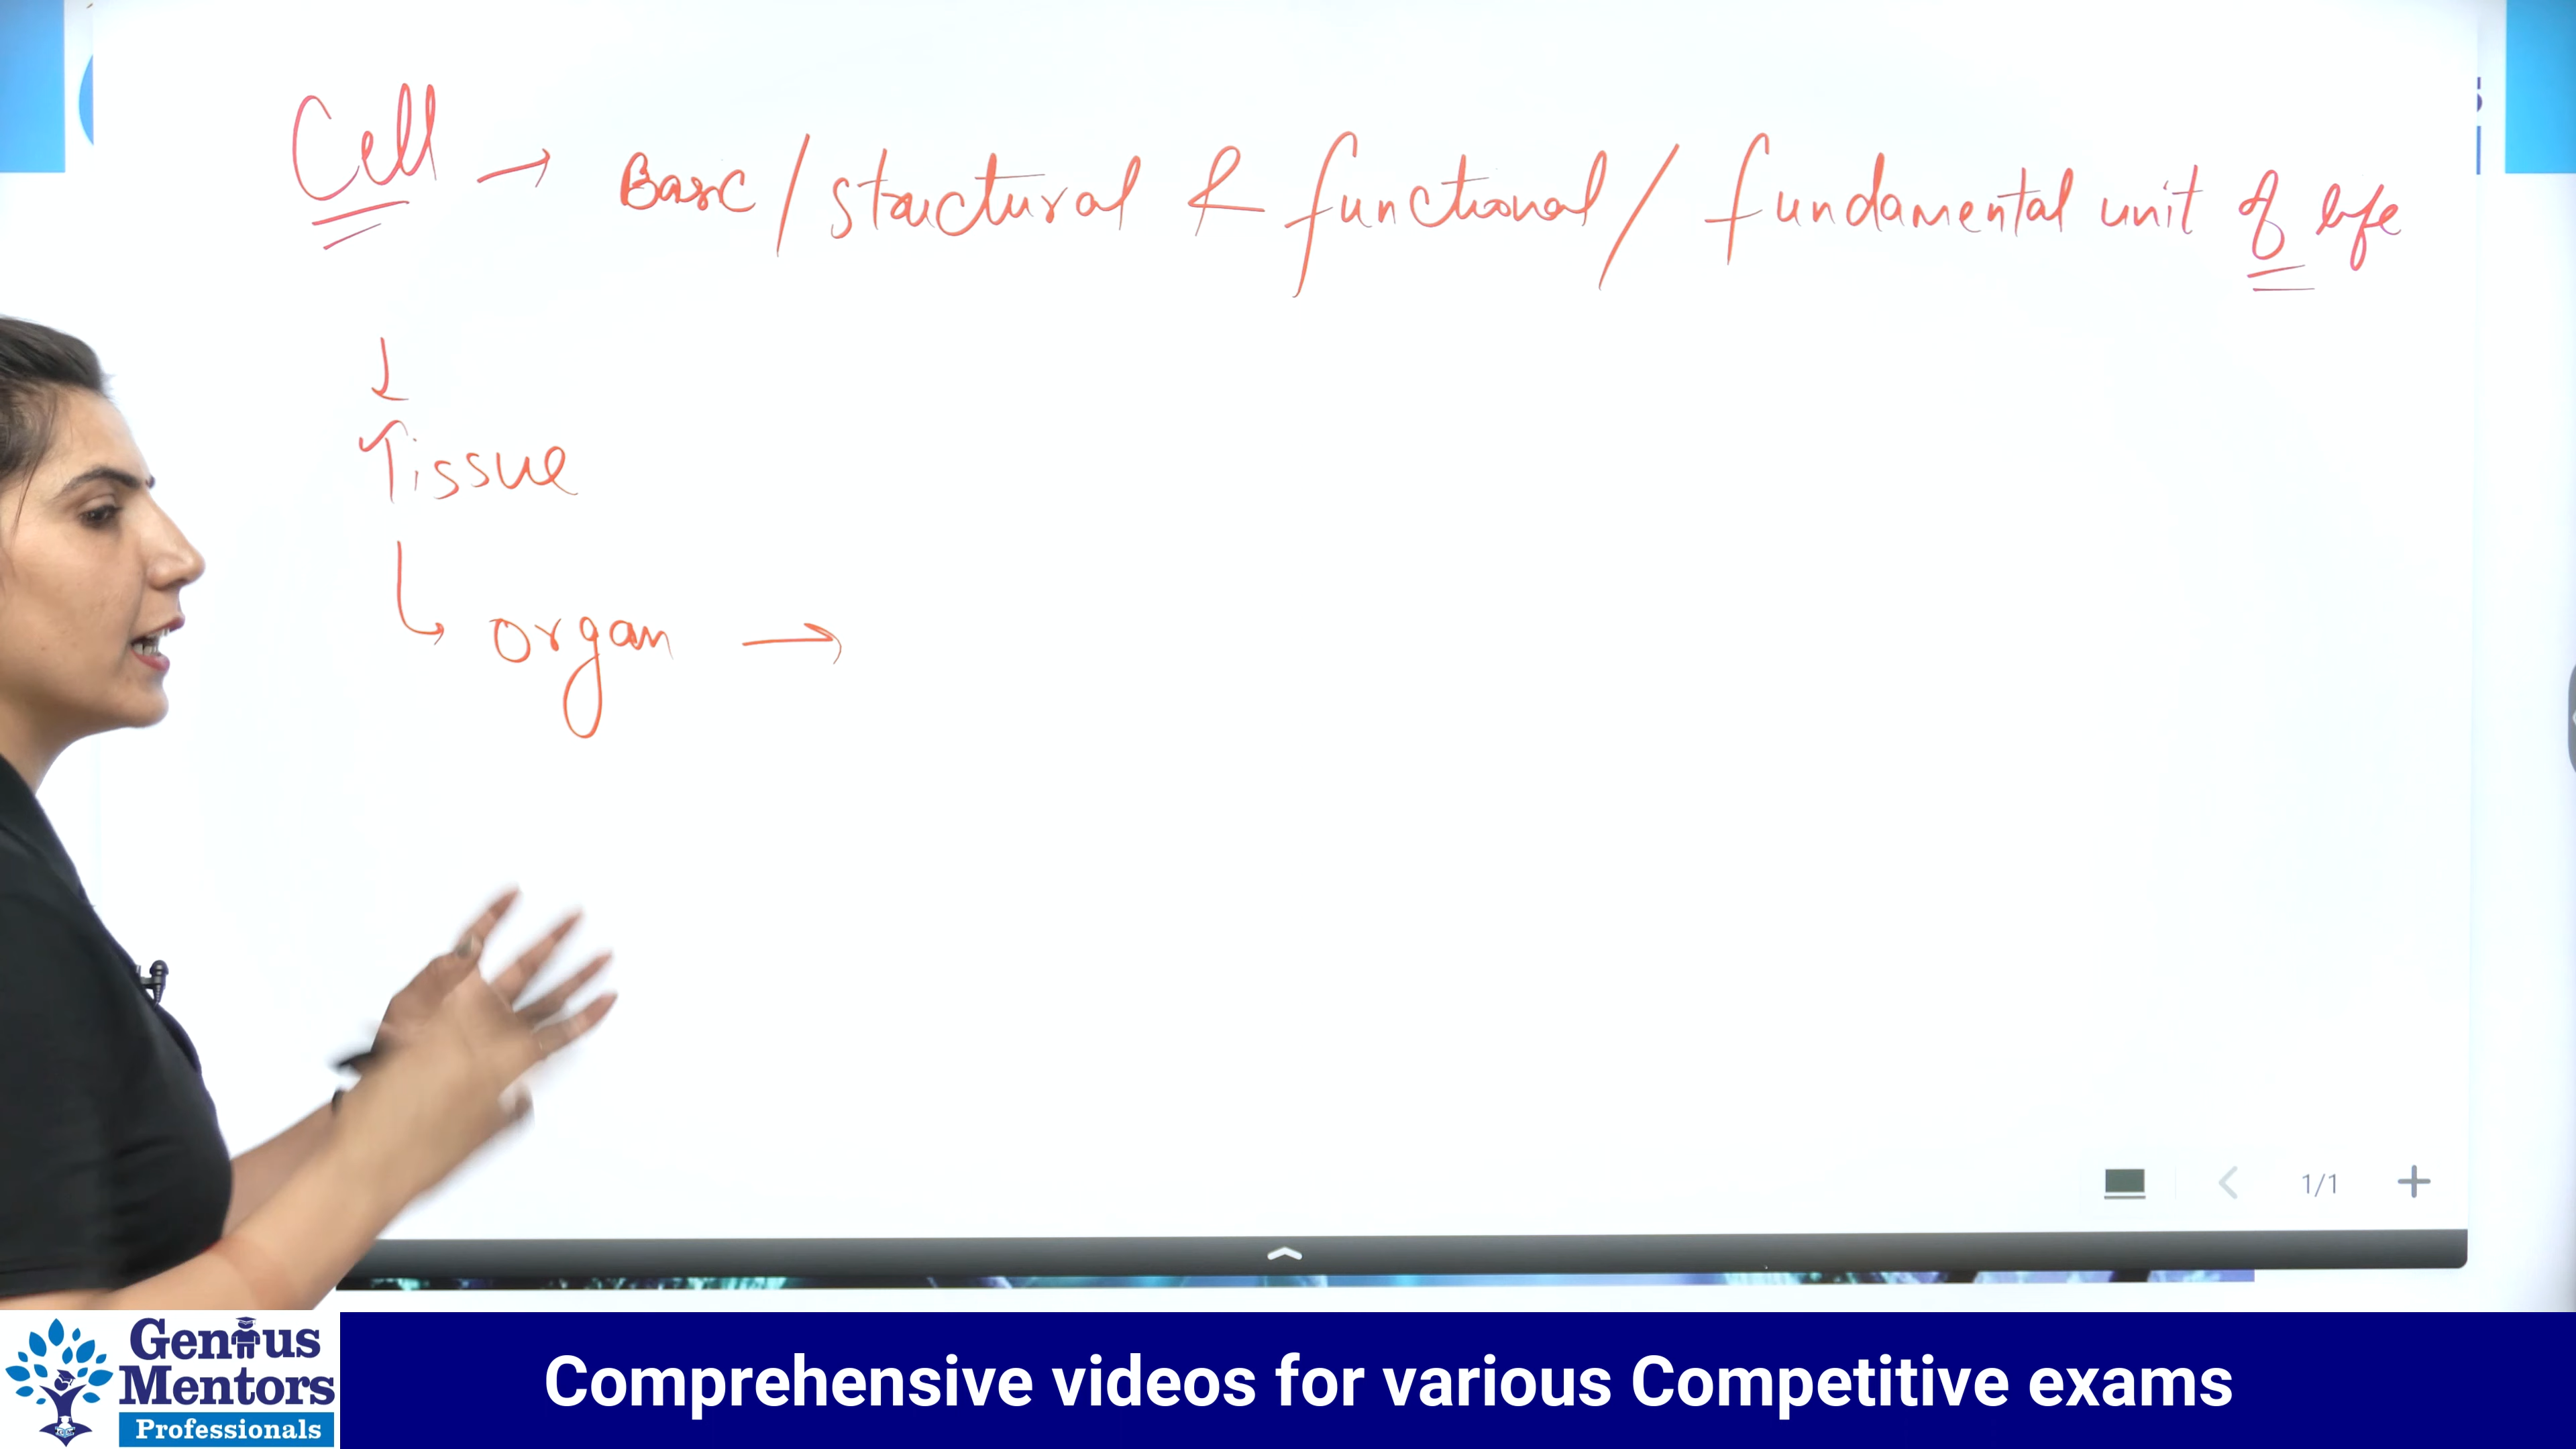 Cell → Basic / structural & functional / fundamental unit of life
↓
Tissue
↳ organ →
1/1
Genius
Mentors
Professionals
Comprehensive videos for various Competitive exams